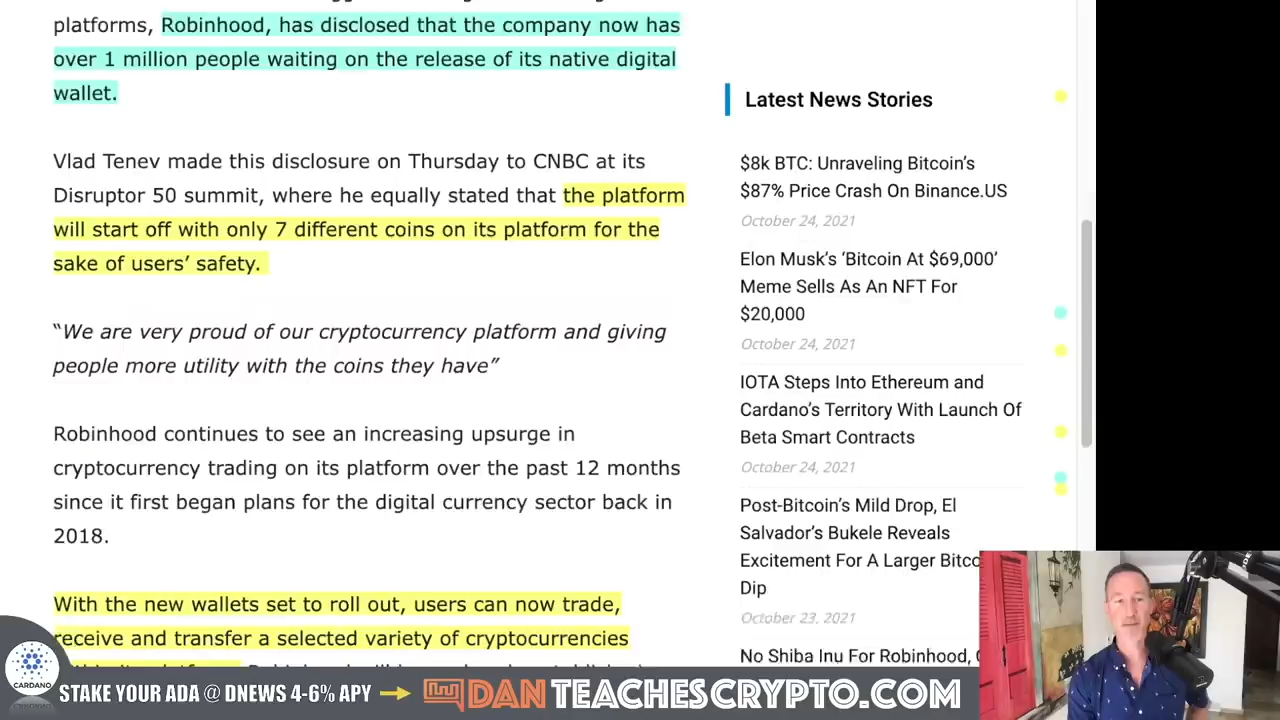 platforms, Robinhood, has disclosed that the company now has
over 1 million people waiting on the release of its native digital
wallet.
Vlad Tenev made this disclosure on Thursday to CNBC at its
Disruptor 50 summit, where he equally stated that the platform
will start off with only 7 different coins on its platform for the
sake of users’ safety.
“We are very proud of our cryptocurrency platform and giving
people more utility with the coins they have”
Robinhood continues to see an increasing upsurge in
cryptocurrency trading on its platform over the past 12 months
since it first began plans for the digital currency sector back in
2018.
With the new wallets set to roll out, users can now trade,
receive and transfer a selected variety of cryptocurrencies
Latest News Stories
$8k BTC: Unraveling Bitcoin’s
$87% Price Crash On Binance.US
October 24, 2021
Elon Musk’s ‘Bitcoin At $69,000’
Meme Sells As An NFT For
$20,000
October 24, 2021
IOTA Steps Into Ethereum and
Cardano’s Territory With Launch Of
Beta Smart Contracts
October 24, 2021
Post-Bitcoin’s Mild Drop, El
Salvador’s Bukele Reveals
Excitement For A Larger Bitco
Dip
October 23, 2021
No Shiba Inu For Robinhood,
CARDANO
STAKE YOUR ADA @ DNEWS 4-6% APY
DANTEACHESCRYPTO.COM